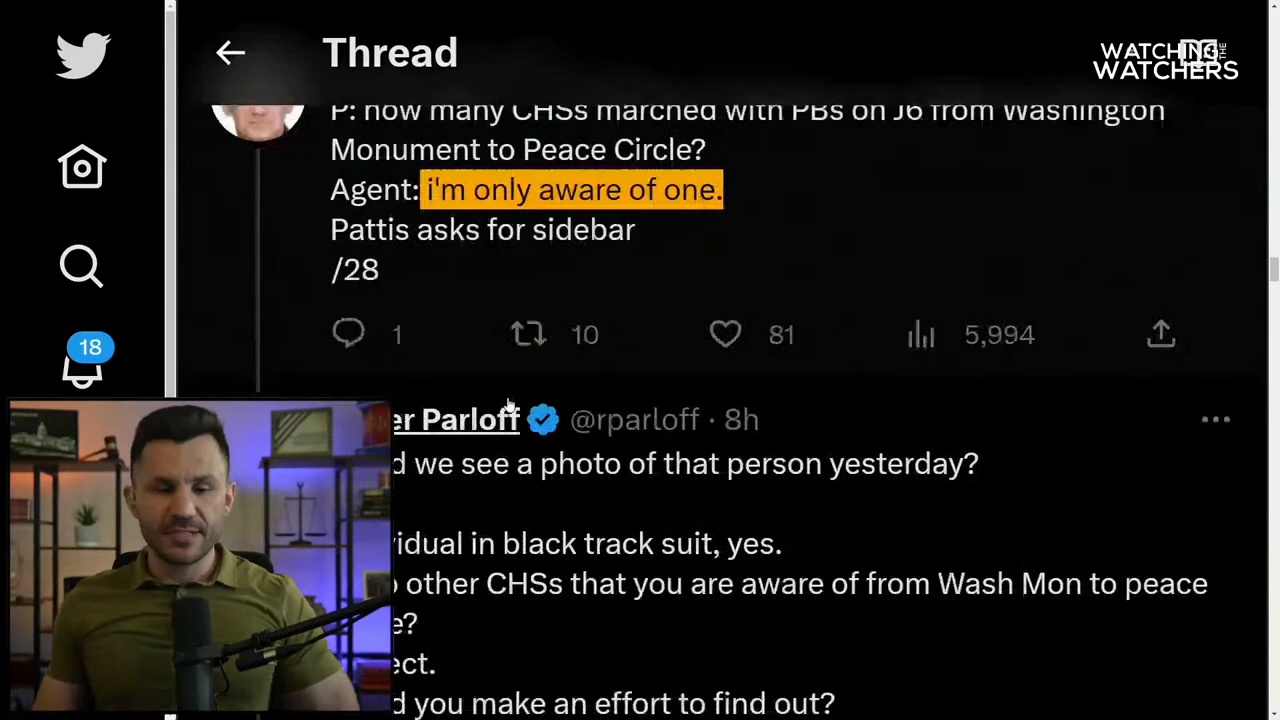 Thread
WATCHING THE
WATCHERS
P: how many CHSs marched with PBs on J6 from Washington
Monument to Peace Circle?
Agent: i'm only aware of one.
Pattis asks for sidebar
/28
1 10 81 5,994
18
er Parloff @rparloff · 8h
d we see a photo of that person yesterday?
vidual in black track suit, yes.
o other CHSs that you are aware of from Wash Mon to peace
e?
ect.
d you make an effort to find out?